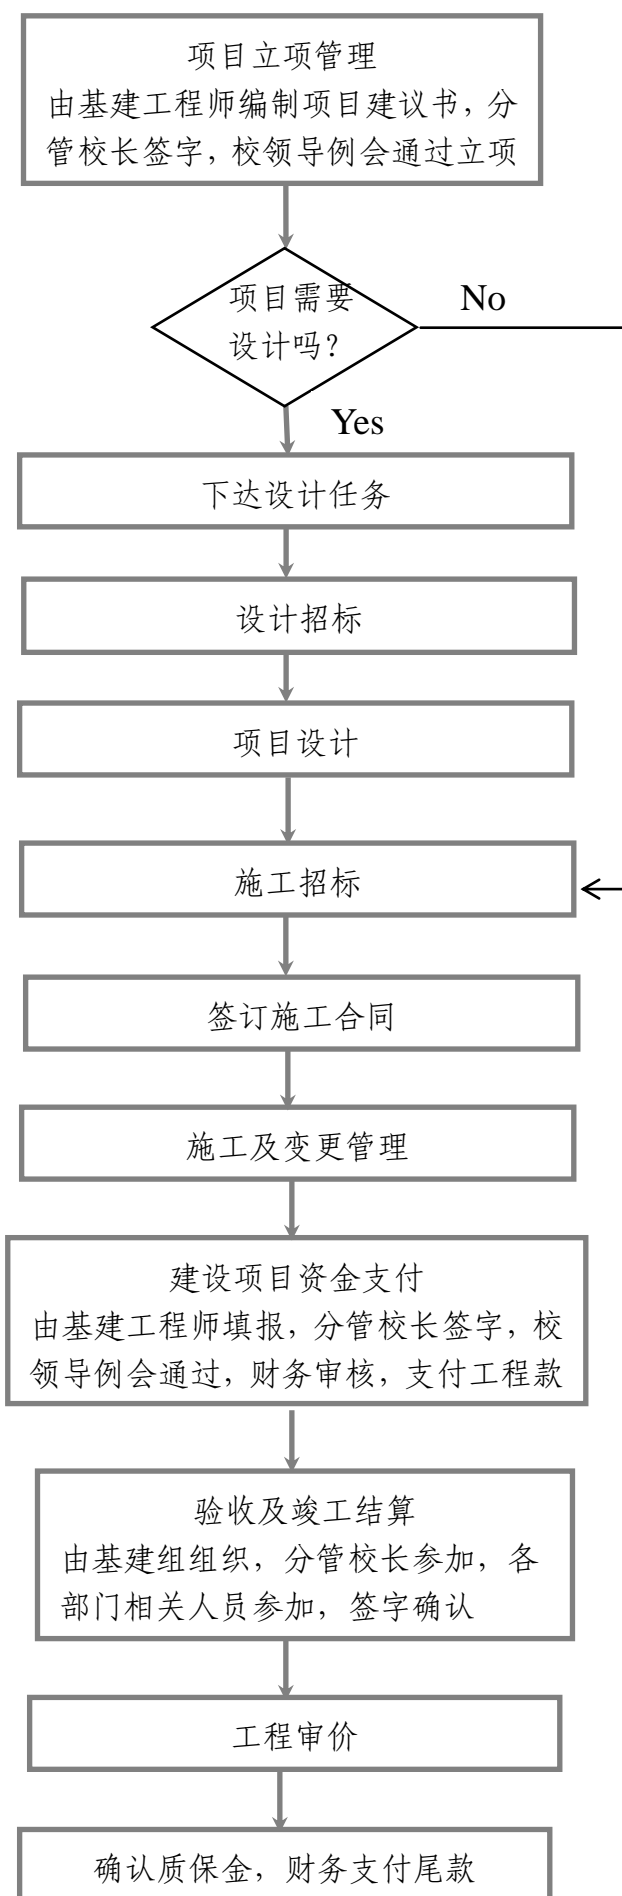 项目立项管理
由基建工程师编制项目建议书，分
管校长签字，校领导例会通过立项
项目需要
设计吗？
No
Yes
下达设计任务
设计招标
项目设计
施工招标
签订施工合同
施工及变更管理
建设项目资金支付
由基建工程师填报，分管校长签字，校
领导例会通过，财务审核，支付工程款
验收及竣工结算
由基建组组织，分管校长参加，各
部门相关人员参加，签字确认
工程审价
确认质保金，财务支付尾款